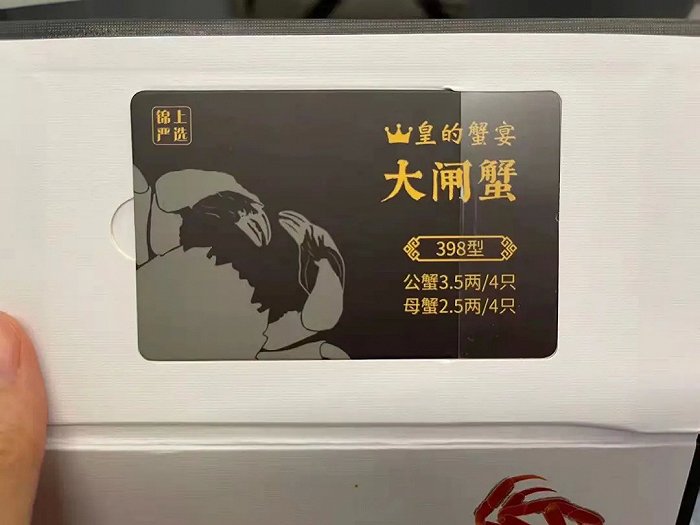 锦上
严选
皇的蟹宴
大闸蟹
398型
公蟹3.5两/4只
母蟹2.5两/4只